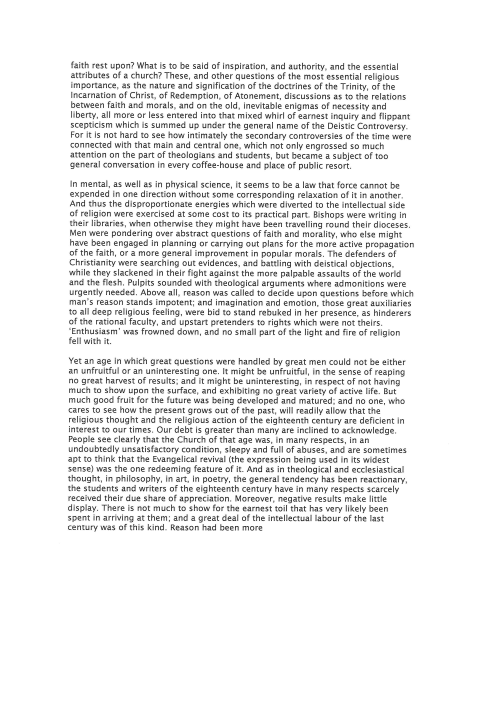 faith rest upon? What is to be said of inspiration, and authority, and the essential
attributes of a church? These, and other questions of the most essential religious
importance, as the nature and signification of the doctrines of the Trinity, of the
Incarnation of Christ, of Redemption, of Atonement, discussions as to the relations
between faith and morals, and on the old, inevitable enigmas of necessity and
liberty, all more or less entered into that mixed whirl of earnest inquiry and flippant
scepticism which is summed up under the general name of the Deistic Controversy.
For it is not hard to see how intimately the secondary controversies of the time were
connected with that main and central one, which not only engrossed so much
attention on the part of theologians and students, but became a subject of too
general conversation in every coffee-house and place of public resort.

In mental, as well as in physical science, it seems to be a law that force cannot be
expended in one direction without some corresponding relaxation of it in another.
And thus the disproportionate energies which were diverted to the intellectual side
of religion were exercised at some cost to its practical part. Bishops were writing in
their libraries, when otherwise they might have been travelling round their dioceses.
Men were pondering over abstract questions of faith and morality, who else might
have been engaged in planning or carrying out plans for the more active propagation
of the faith, or a more general improvement in popular morals. The defenders of
Christianity were searching out evidences, and battling with deistical objections,
while they slackened in their fight against the more palpable assaults of the world
and the flesh. Pulpits sounded with theological arguments where admonitions were
urgently needed. Above all, reason was called to decide upon questions before which
man's reason stands impotent; and imagination and emotion, those great auxiliaries
to all deep religious feeling, were bid to stand rebuked in her presence, as hinderers
of the rational faculty, and upstart pretenders to rights which were not theirs.
'Enthusiasm' was frowned down, and no small part of the light and fire of religion
fell with it.

Yet an age in which great questions were handled by great men could not be either
an unfruitful or an uninteresting one. It might be unfruitful, in the sense of reaping
no great harvest of results; and it might be uninteresting, in respect of not having
much to show upon the surface, and exhibiting no great variety of active life. But
much good fruit for the future was being developed and matured; and no one, who
cares to see how the present grows out of the past, will readily allow that the
religious thought and the religious action of the eighteenth century are deficient in
interest to our times. Our debt is greater than many are inclined to acknowledge.
People see clearly that the Church of that age was, in many respects, in an
undoubtedly unsatisfactory condition, sleepy and full of abuses, and are sometimes
apt to think that the Evangelical revival (the expression being used in its widest
sense) was the one redeeming feature of it. And as in theological and ecclesiastical
thought, in philosophy, in art, in poetry, the general tendency has been reactionary,
the students and writers of the eighteenth century have in many respects scarcely
received their due share of appreciation. Moreover, negative results make little
display. There is not much to show for the earnest toil that has very likely been
spent in arriving at them; and a great deal of the intellectual labour of the last
century was of this kind. Reason had been more